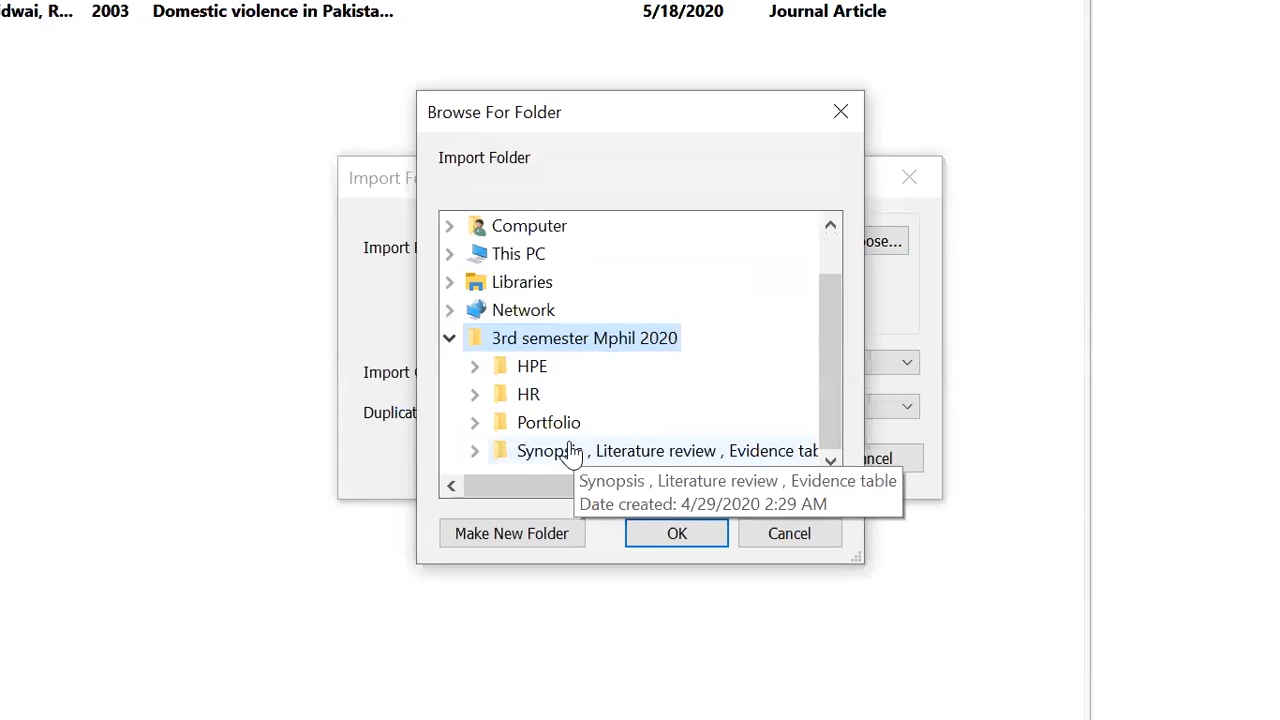 idwai, R... 2003 Domestic violence in Pakista... 5/18/2020 Journal Article
Browse For Folder
Import Folder
Import F
Computer
This PC
Import
ose...
Libraries
Network
3rd semester Mphil 2020
HPE
Import
HR
Duplicat
Portfolio
Synopsis , Literature review , Evidence tab
ancel
Synopsis , Literature review , Evidence table
Date created: 4/29/2020 2:29 AM
Make New Folder OK Cancel